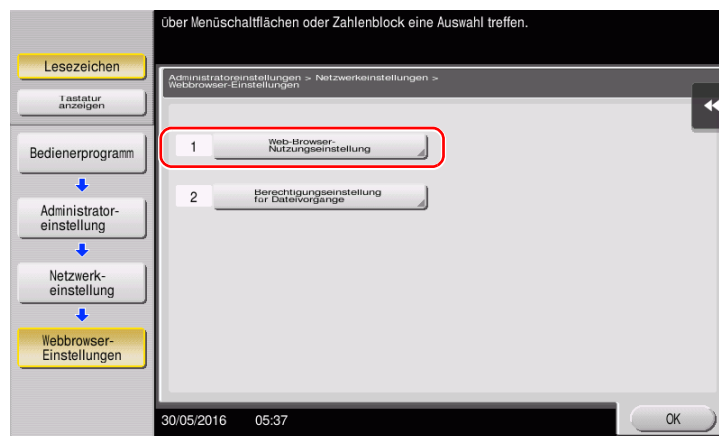 über Menüschaltflächen oder Zahlenblock eine Auswahl treffen.
Lesezeichen
Tastatur
anzeigen
Bedienerprogramm
Administrator-
einstellung
Netzwerk-
einstellung
Webbrowser-
Einstellungen
Administratoreinstellungen > Netzwerkeinstellungen >
Webbrowser-Einstellungen
1 Web-Browser-
Nutzungseinstellung
2 Berechtigungseinstellung
für Dateivorgänge
30/05/2016 05:37
OK